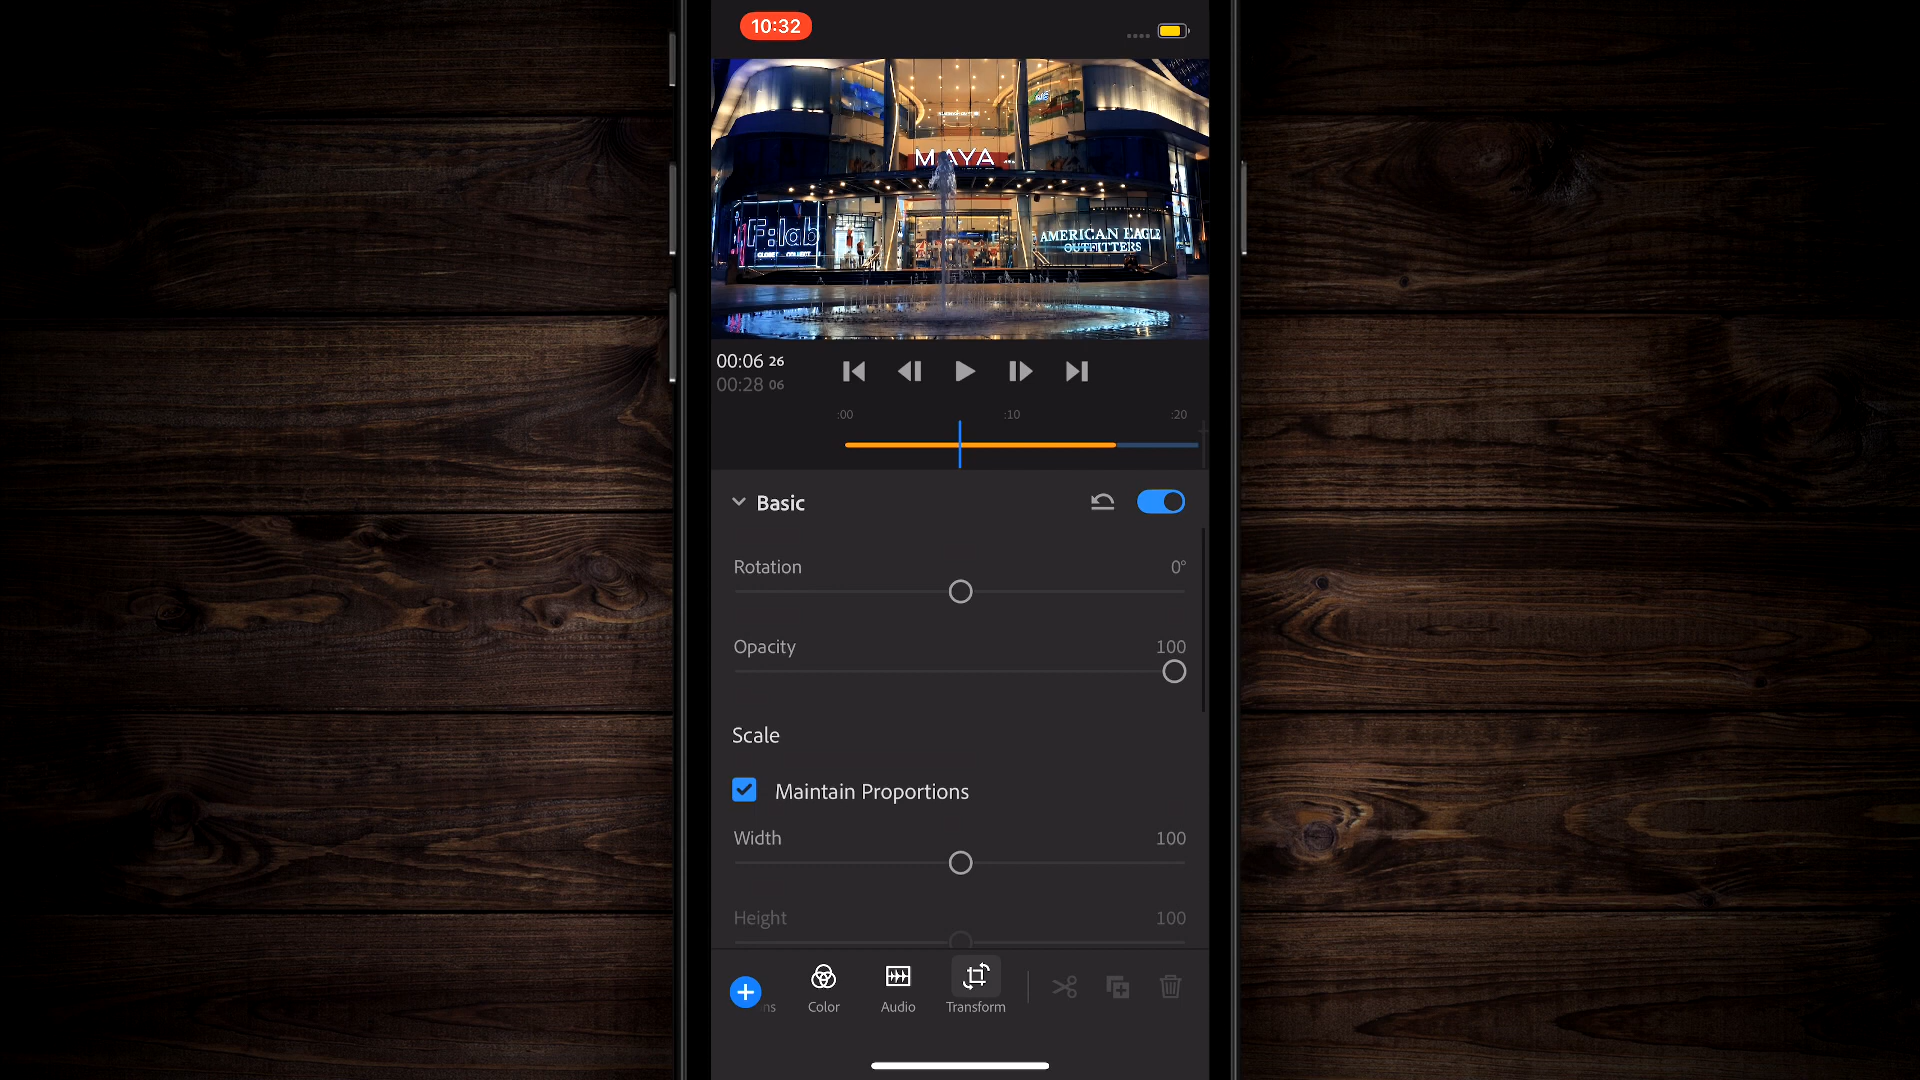 10:32
MAYA
F:lab
AMERICAN EAGLE
OUTFITTERS
00:06 26
00:28 06
:00
:10
:20
Basic
Rotation
0°
Opacity
100
Scale
Maintain Proportions
Width
100
Height
100
ns
Color
Audio
Transform